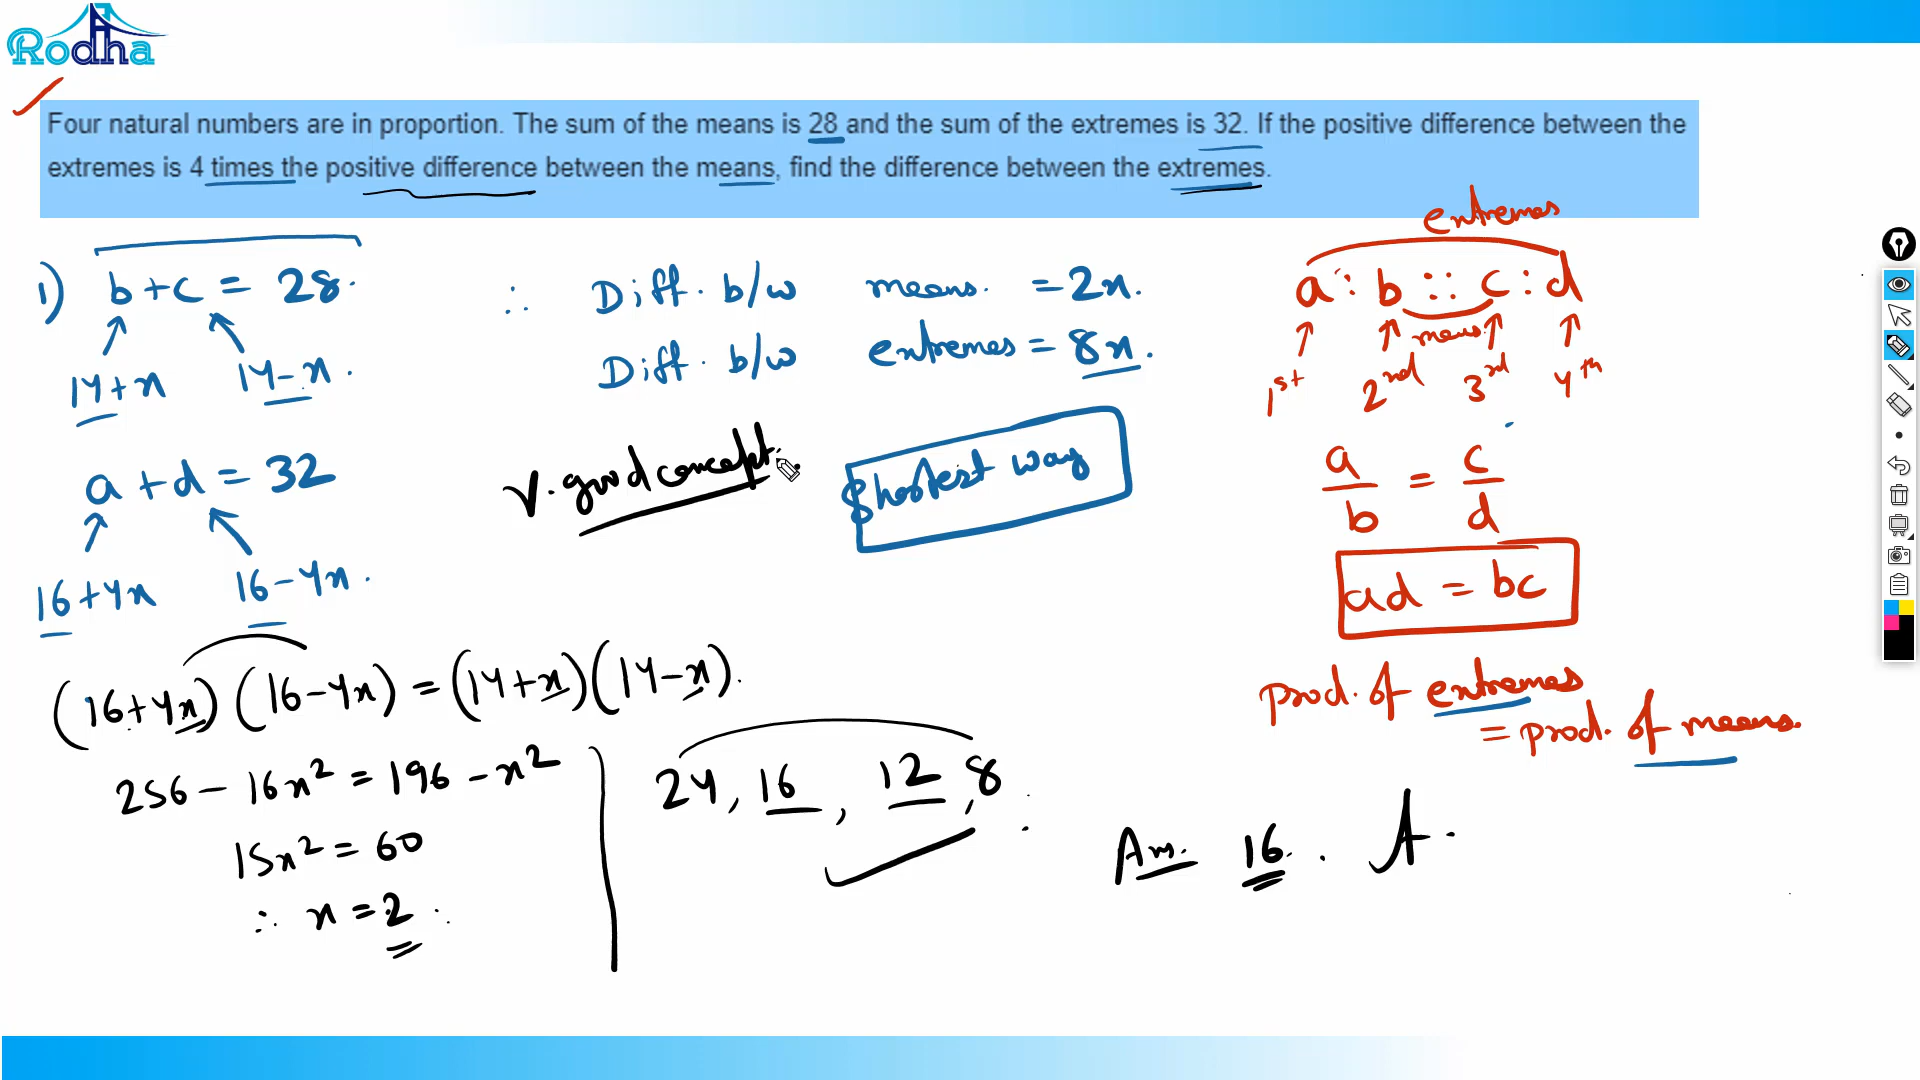 Rodha
Four natural numbers are in proportion. The sum of the means is 28 and the sum of the extremes is 32. If the positive difference between the
extremes is 4 times the positive difference between the means, find the difference between the extremes.
1) b+c = 28.
14+x 14-x.
a+d = 32
16+4x 16-4x.
∴ Diff. b/w means. = 2x.
Diff. b/w extremes = 8x.
V. good concept.
Shortest way
extremes
a : b :: c : d
means
1st 2nd 3rd 4th
a/b = c/d
ad = bc
prod. of extremes
= prod. of means.
(16+4x)(16-4x) = (14+x)(14-x).
256 - 16x² = 196 - x²
15x² = 60
∴ x = 2.
24, 16, 12, 8.
Ans. 16. A.